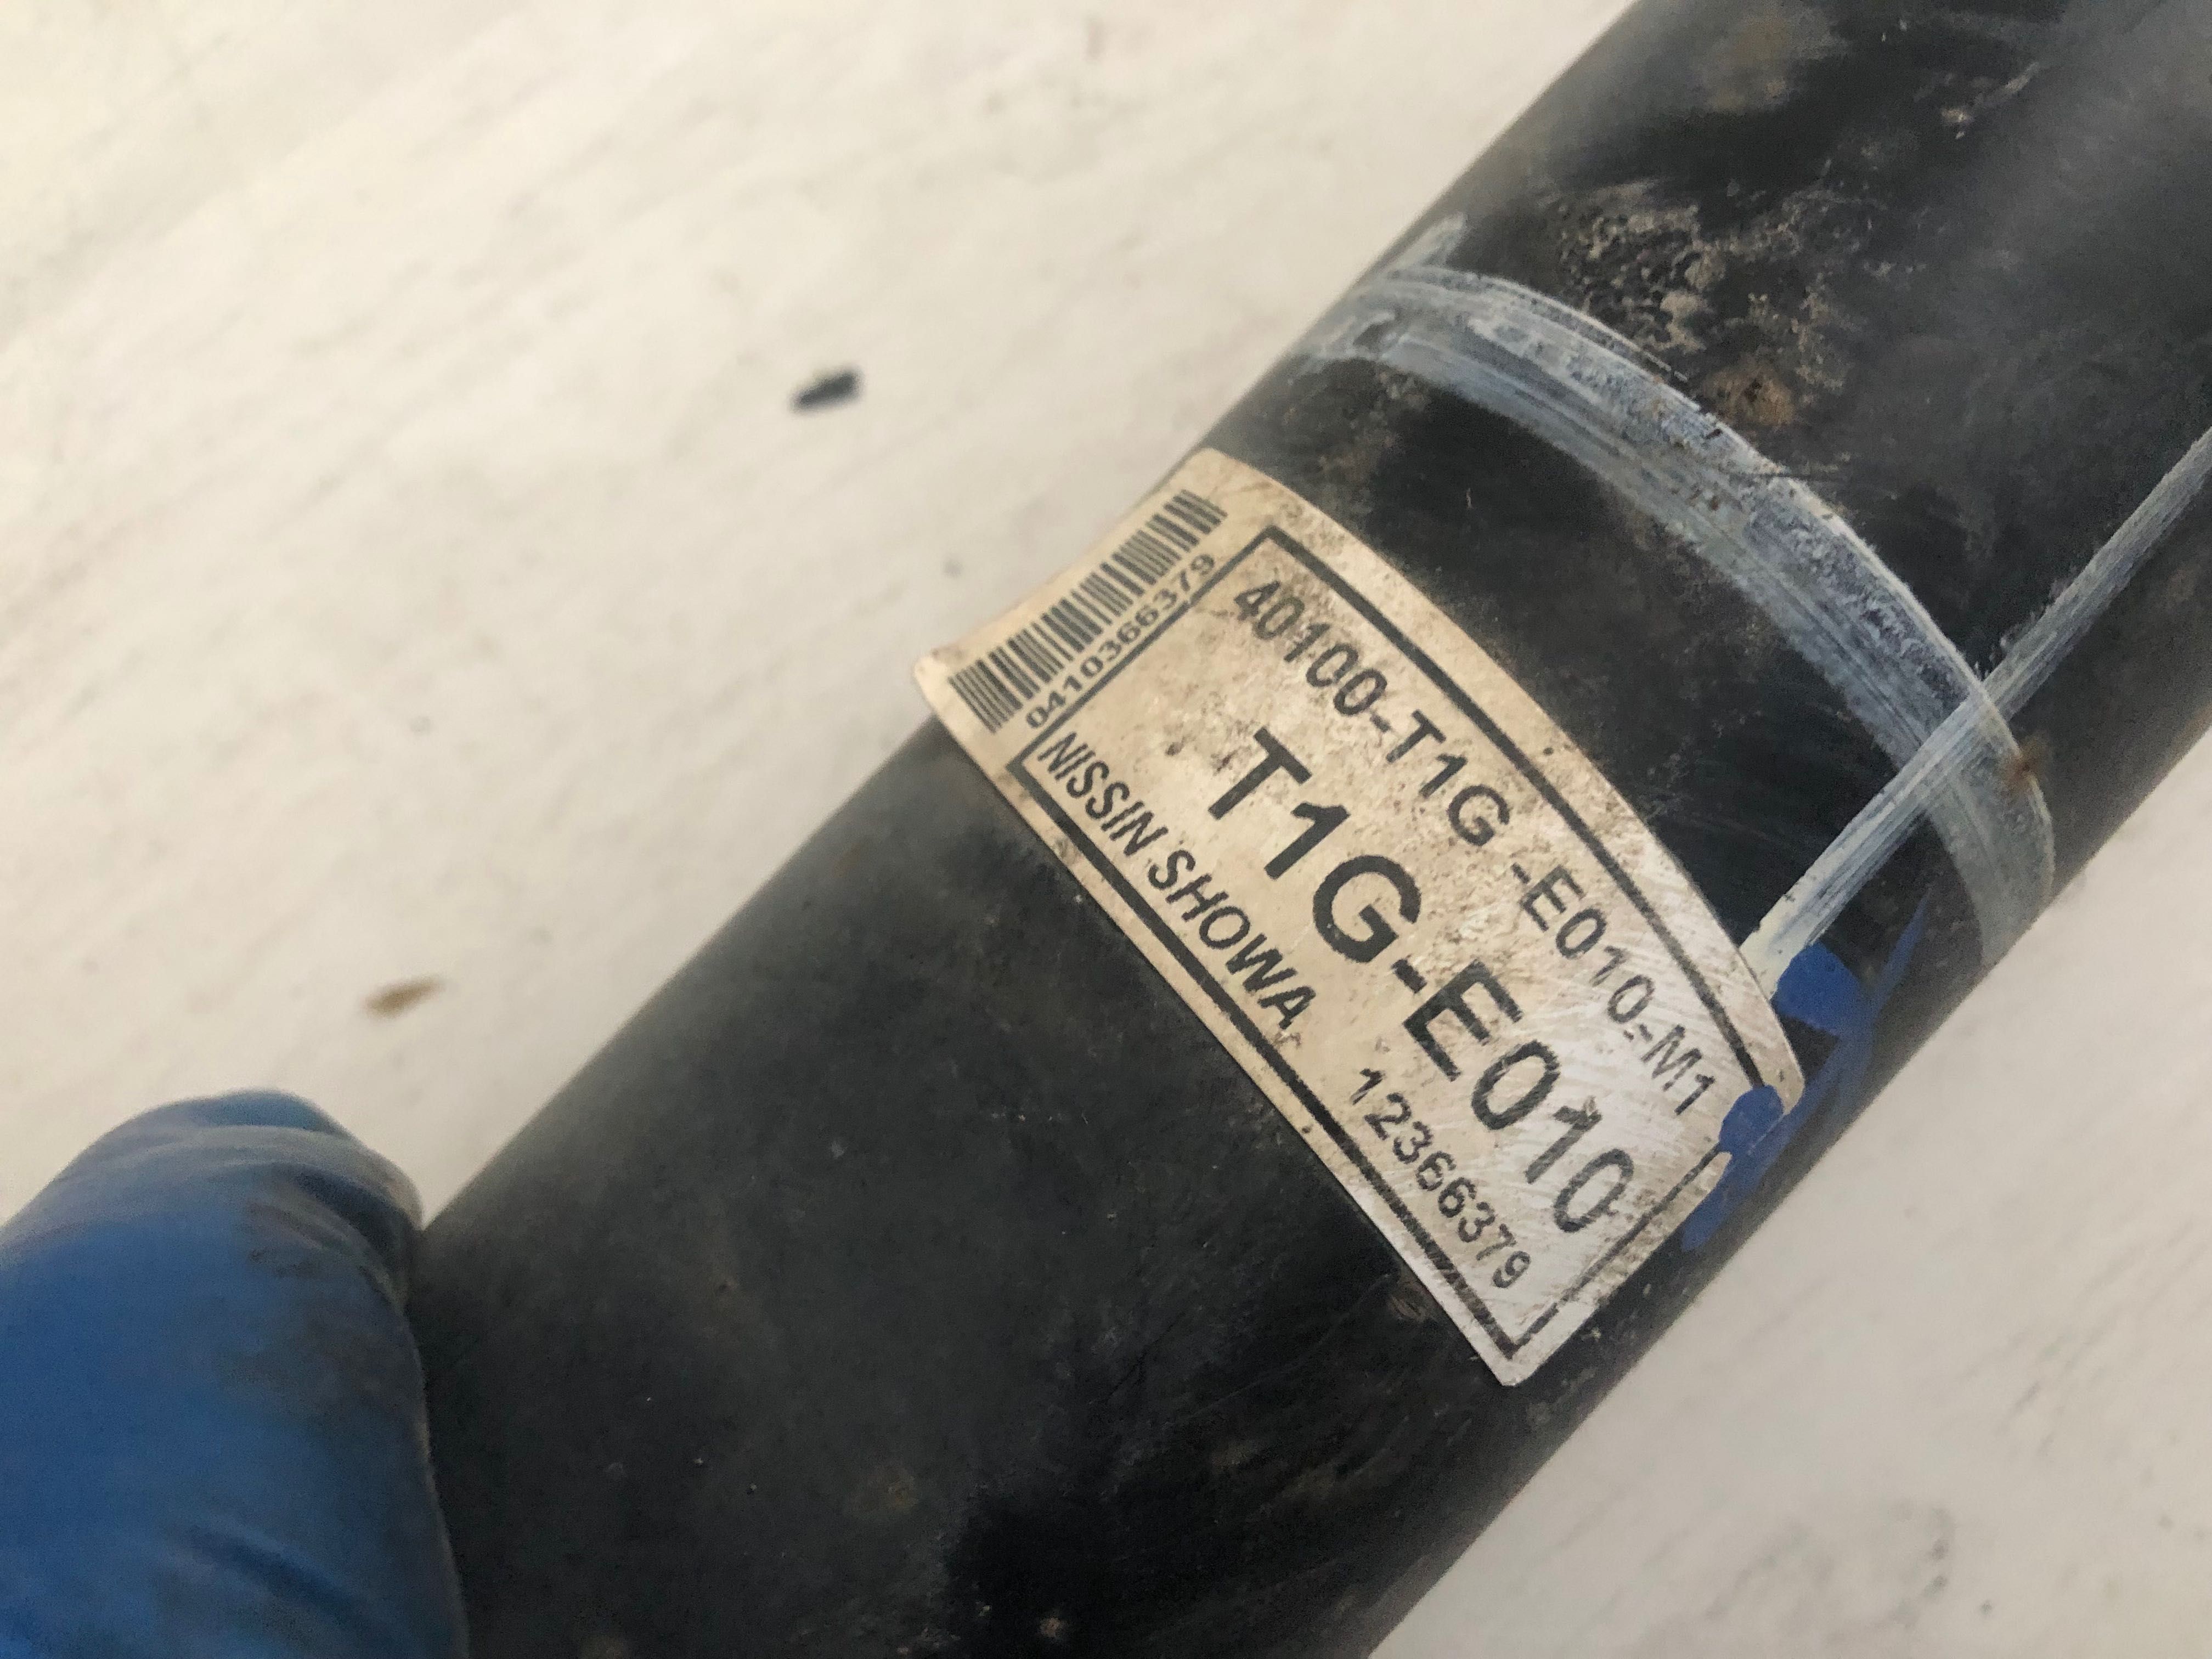 0410366379
40100-T1G -E010-M1
T1G-E010
NISSIN SHOWA 12366379